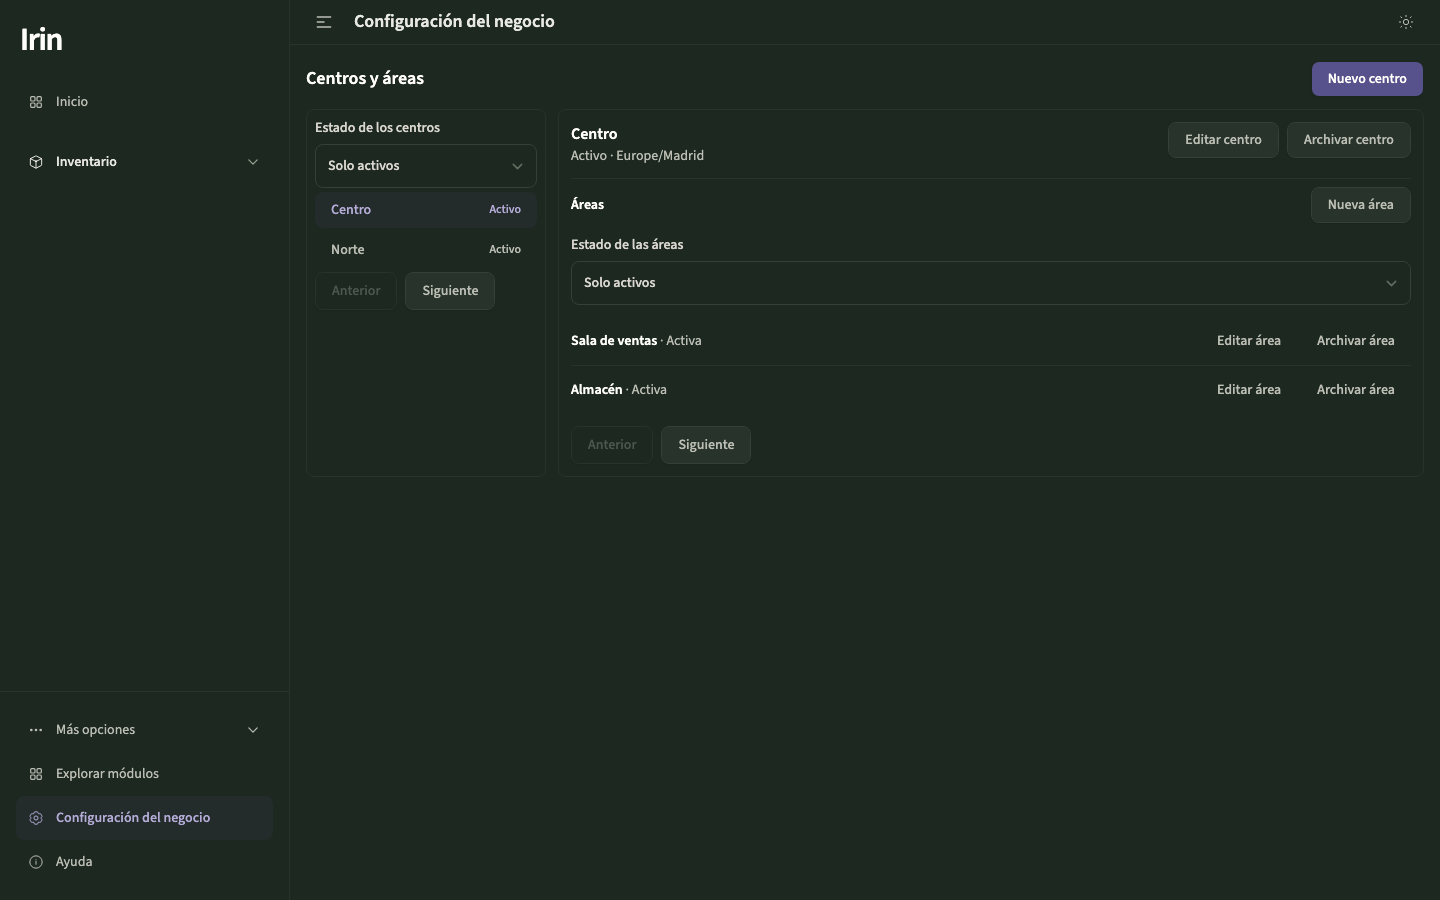 Irin
Configuración del negocio
Inicio
Inventario
Centros y áreas
Nuevo centro
Estado de los centros
Solo activos
Centro Activo
Norte Activo
Anterior Siguiente
Centro
Activo · Europe/Madrid
Editar centro Archivar centro
Áreas
Nueva área
Estado de las áreas
Solo activos
Sala de ventas · Activa Editar área Archivar área
Almacén · Activa Editar área Archivar área
Anterior Siguiente
Más opciones
Explorar módulos
Configuración del negocio
Ayuda